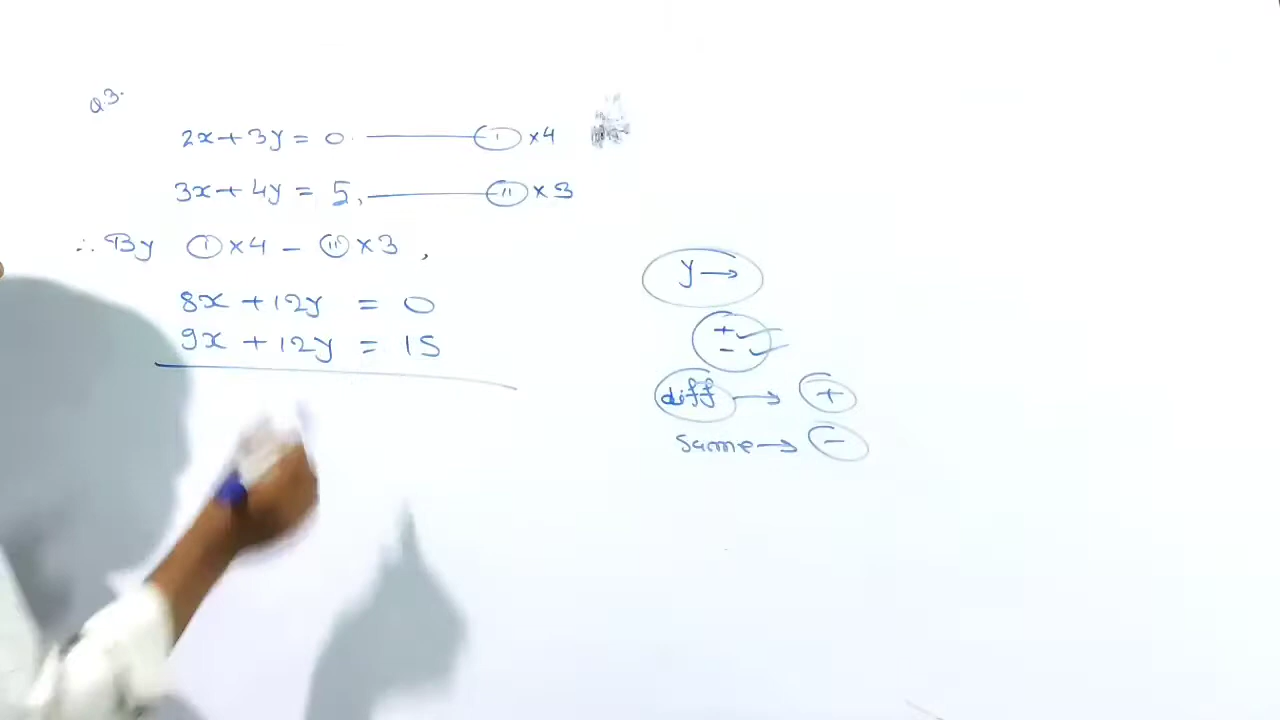 Q.3.
2x + 3y = 0. ——— (i) ×4
3x + 4y = 5, ——— (ii) ×3
∴ By (i) ×4 − (ii) ×3,
8x + 12y = 0
9x + 12y = 15
y →
+ ✓
− ✓
diff → +
Same → −